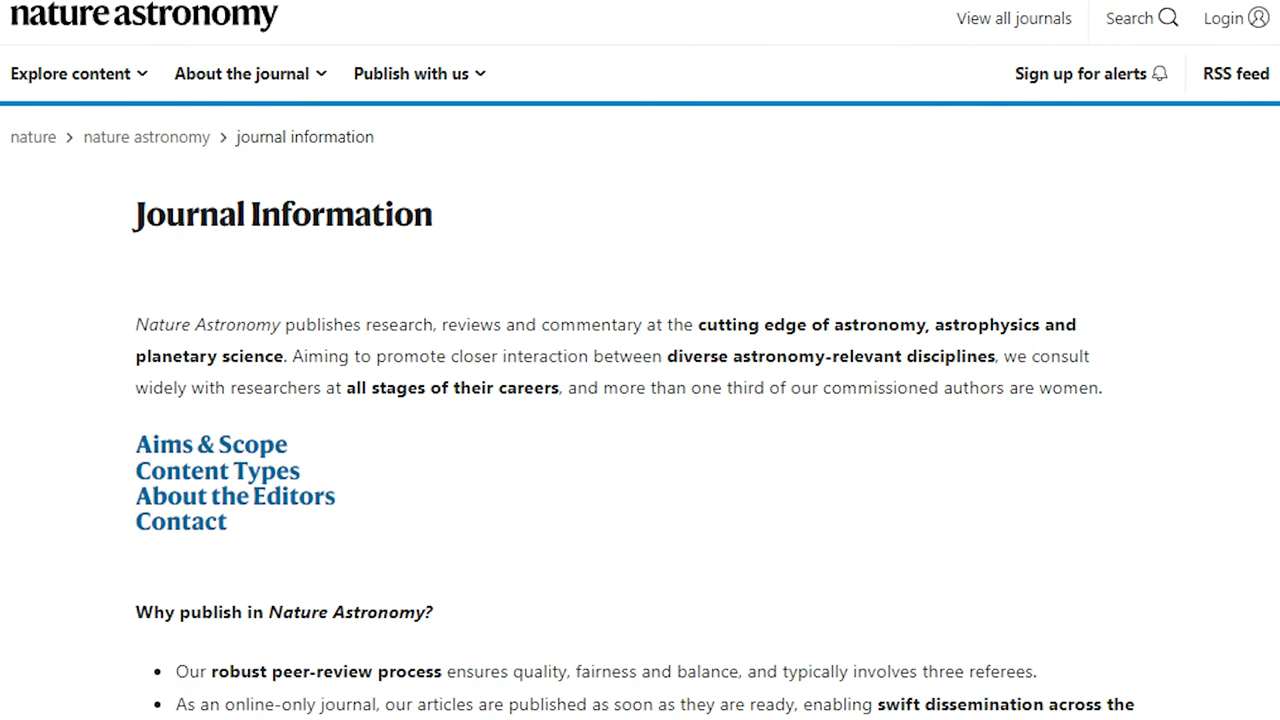 nature astronomy
View all journals
Search
Login
Explore content
About the journal
Publish with us
Sign up for alerts
RSS feed
nature > nature astronomy > journal information
Journal Information
Nature Astronomy publishes research, reviews and commentary at the cutting edge of astronomy, astrophysics and
planetary science. Aiming to promote closer interaction between diverse astronomy-relevant disciplines, we consult
widely with researchers at all stages of their careers, and more than one third of our commissioned authors are women.
Aims & Scope
Content Types
About the Editors
Contact
Why publish in Nature Astronomy?
• Our robust peer-review process ensures quality, fairness and balance, and typically involves three referees.
• As an online-only journal, our articles are published as soon as they are ready, enabling swift dissemination across the